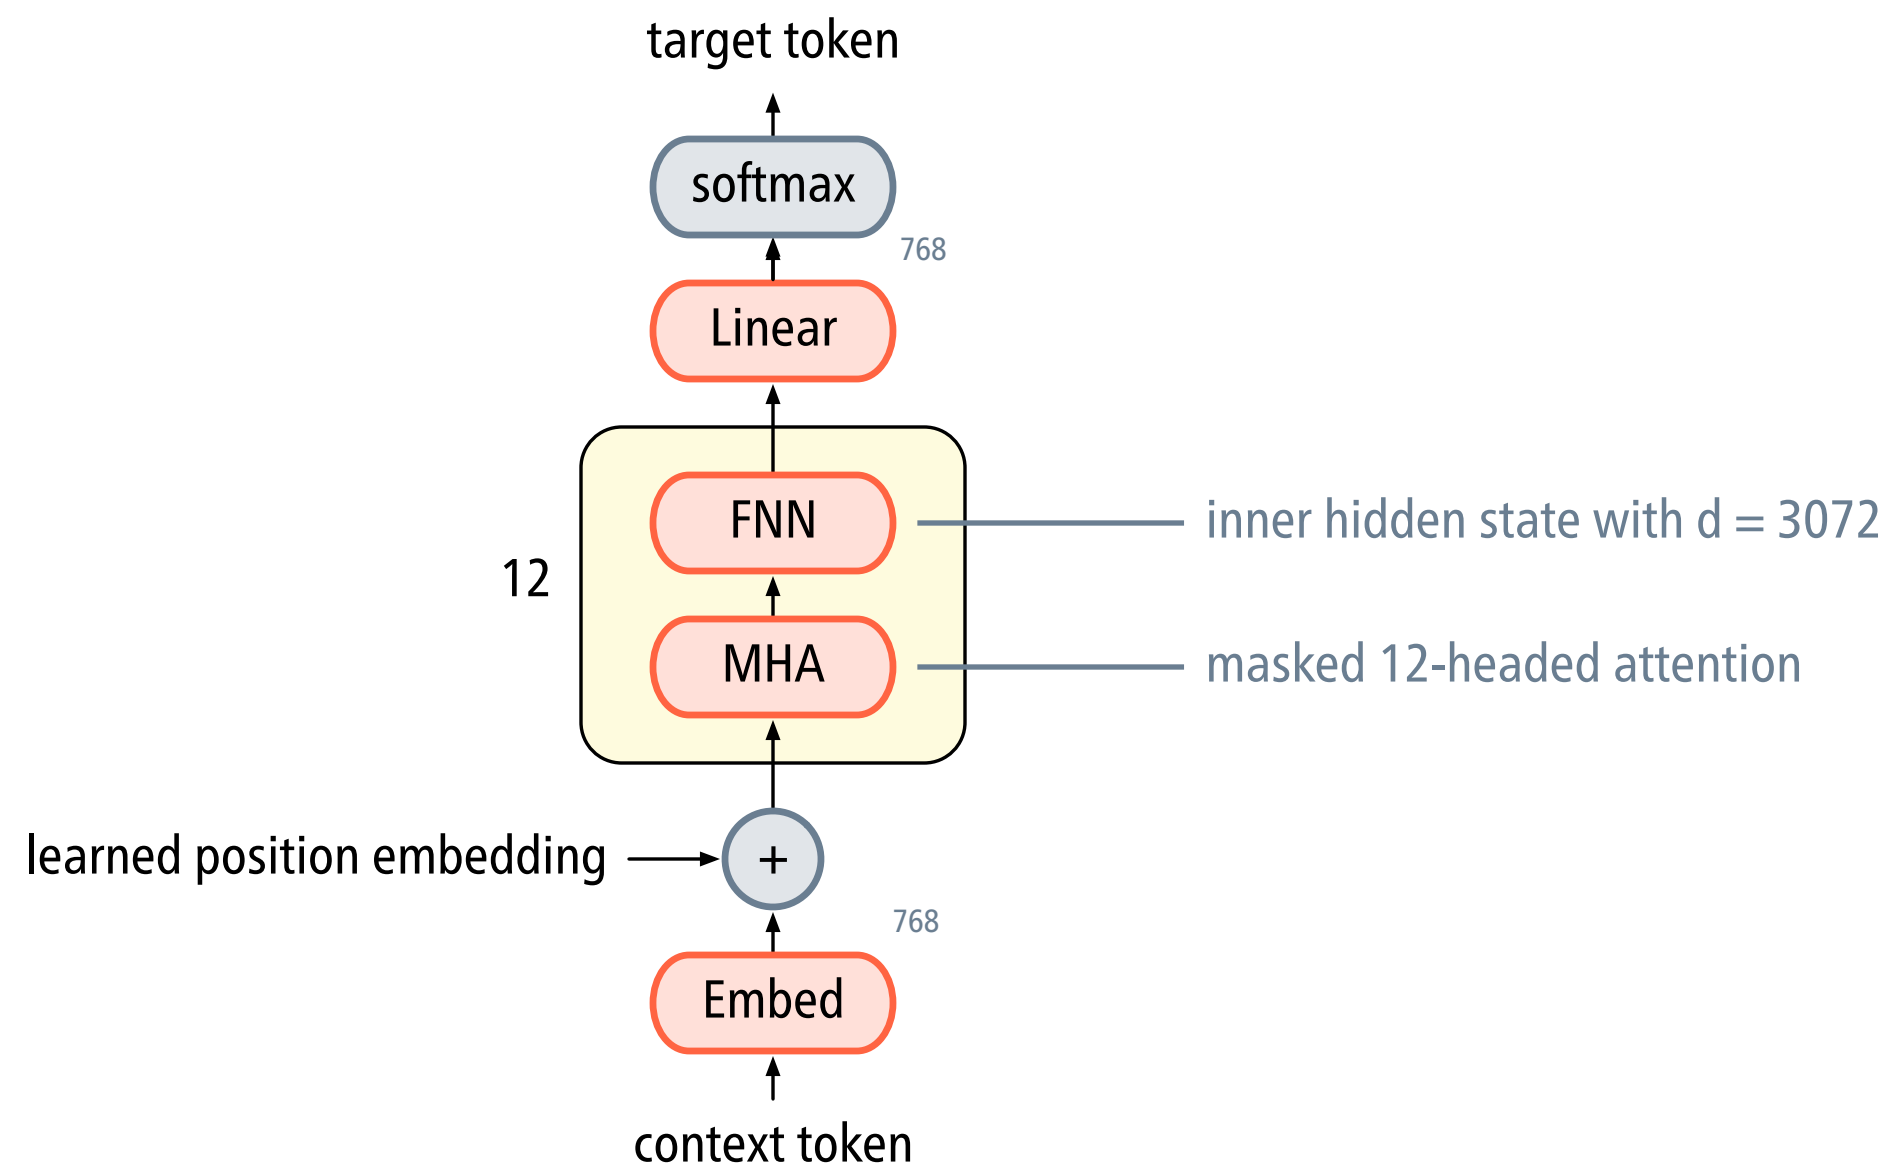 target token
softmax
768
Linear
FNN
inner hidden state with d = 3072
12
MHA
masked 12-headed attention
learned position embedding
+
768
Embed
context token